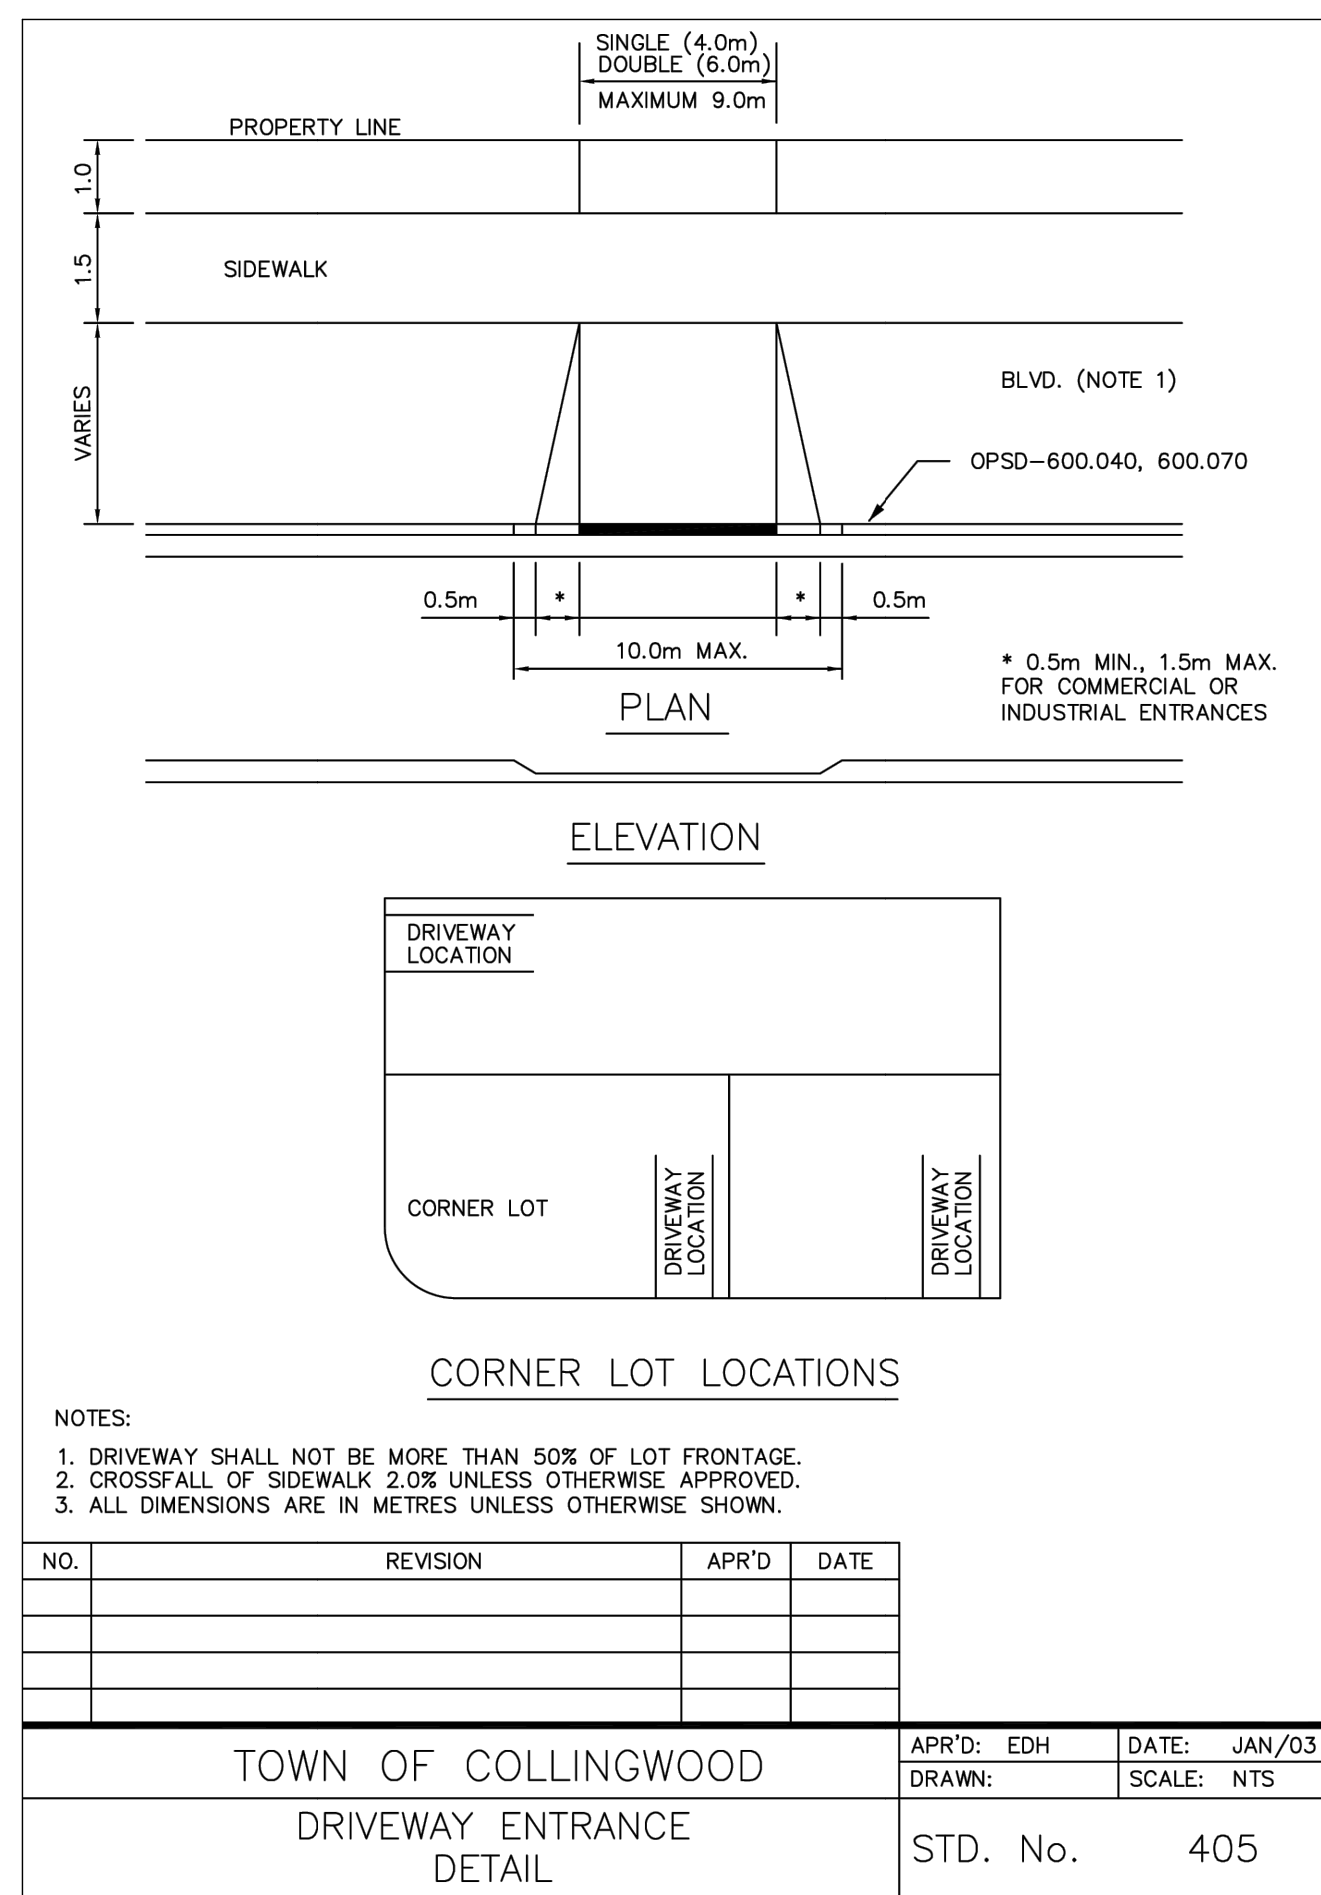 SINGLE (4.0m)
DOUBLE (6.0m)
MAXIMUM 9.0m
PROPERTY LINE
1.0
1.5
SIDEWALK
VARIES
BLVD. (NOTE 1)
OPSD-600.040, 600.070
0.5m
*
*
0.5m
10.0m MAX.
* 0.5m MIN., 1.5m MAX.
FOR COMMERCIAL OR
INDUSTRIAL ENTRANCES
PLAN
ELEVATION
DRIVEWAY
LOCATION
CORNER LOT
DRIVEWAY
LOCATION
DRIVEWAY
LOCATION
CORNER LOT LOCATIONS
NOTES:
1. DRIVEWAY SHALL NOT BE MORE THAN 50% OF LOT FRONTAGE.
2. CROSSFALL OF SIDEWALK 2.0% UNLESS OTHERWISE APPROVED.
3. ALL DIMENSIONS ARE IN METRES UNLESS OTHERWISE SHOWN.
NO. REVISION APR'D DATE
TOWN OF COLLINGWOOD
APR'D: EDH DATE: JAN/03
DRAWN: SCALE: NTS
DRIVEWAY ENTRANCE
DETAIL
STD. No. 405